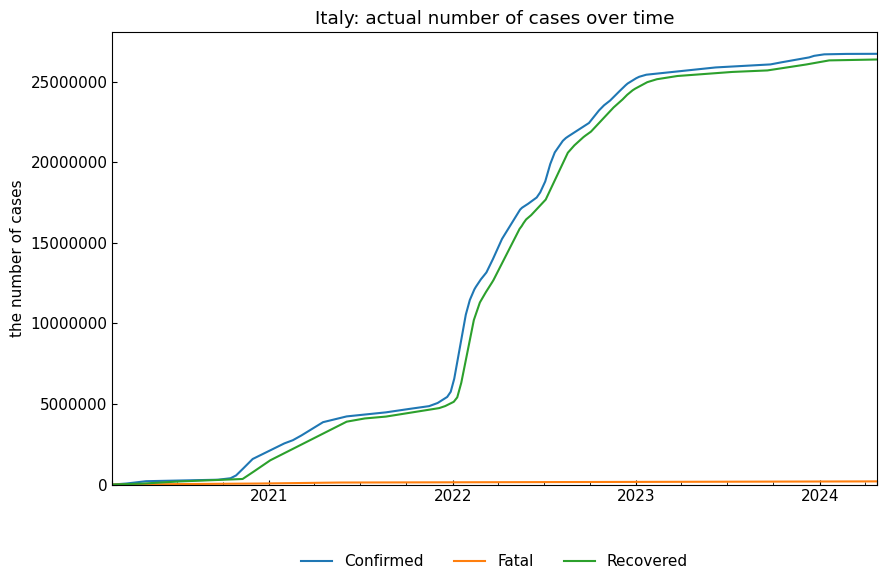 Italy: actual number of cases over time
the number of cases
25000000
20000000
15000000
10000000
5000000
0
2021 2022 2023 2024
Confirmed Fatal Recovered